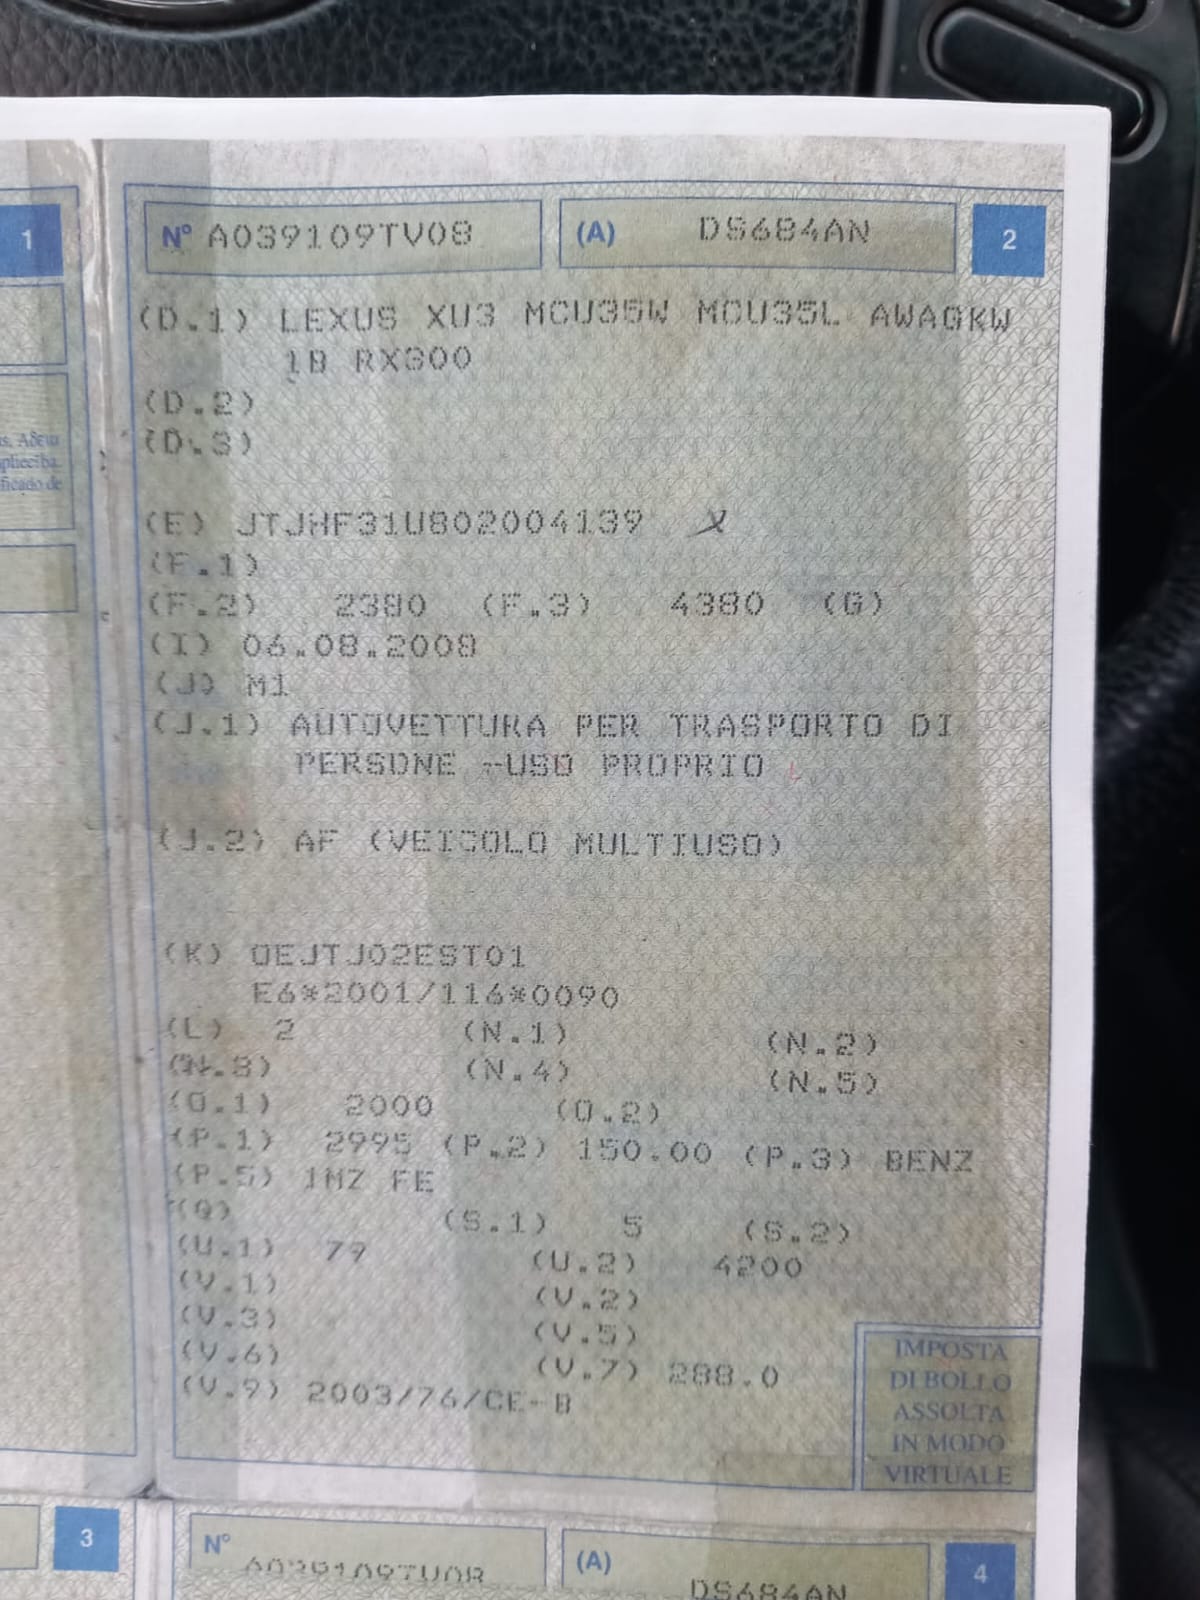 1
Nº A039109TV08 (A) DS684AN 2
(D.1) LEXUS XU3 MCU35W MCU35L AWAGKW
1B RX300
(D.2)
(D.3)
ficado de
(E) JTJHF31U802004139 X
(F.1)
(F.2) 2380 (F.3) 4380 (G)
(I) 06.08.2008
(J) M1
(J.1) AUTOVETTURA PER TRASPORTO DI
PERSONE -USO PROPRIO
(J.2) AF (VEICOLO MULTIUSO)
(K) OEJTJ02EST01
E6*2001/116*0090
(L) 2 (N.1) (N.2)
(N.3) (N.4) (N.5)
(O.1) 2000 (O.2)
(P.1) 2995 (P.2) 150.00 (P.3) BENZ
(P.5) 1MZ FE
(Q) (S.1) 5 (S.2)
(U.1) 79 (U.2) 4200
(V.1) (V.2)
(V.3) (V.5)
(V.6) (V.7) 288.0
(V.9) 2003/76/CE-B
IMPOSTA
DI BOLLO
ASSOLTA
IN MODO
VIRTUALE
3
Nº A039109TV08 (A) DS684AN 4